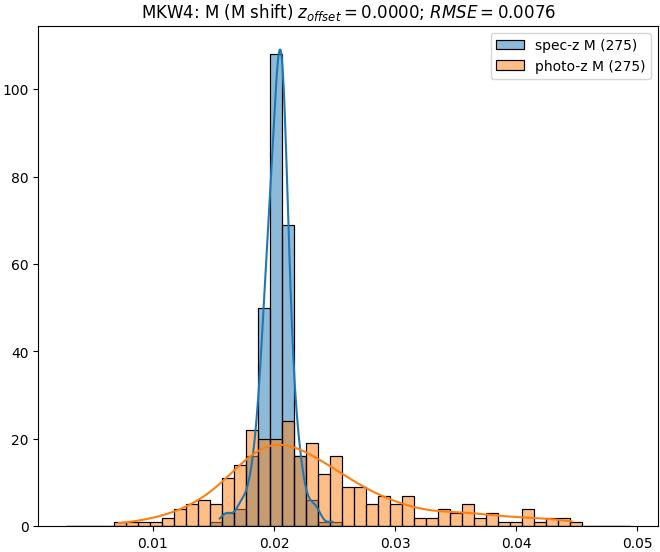 MKW4: M (M shift) z_offset = 0.0000; RMSE = 0.0076
spec-z M (275)
photo-z M (275)
100
80
60
40
20
0
0.01 0.02 0.03 0.04 0.05